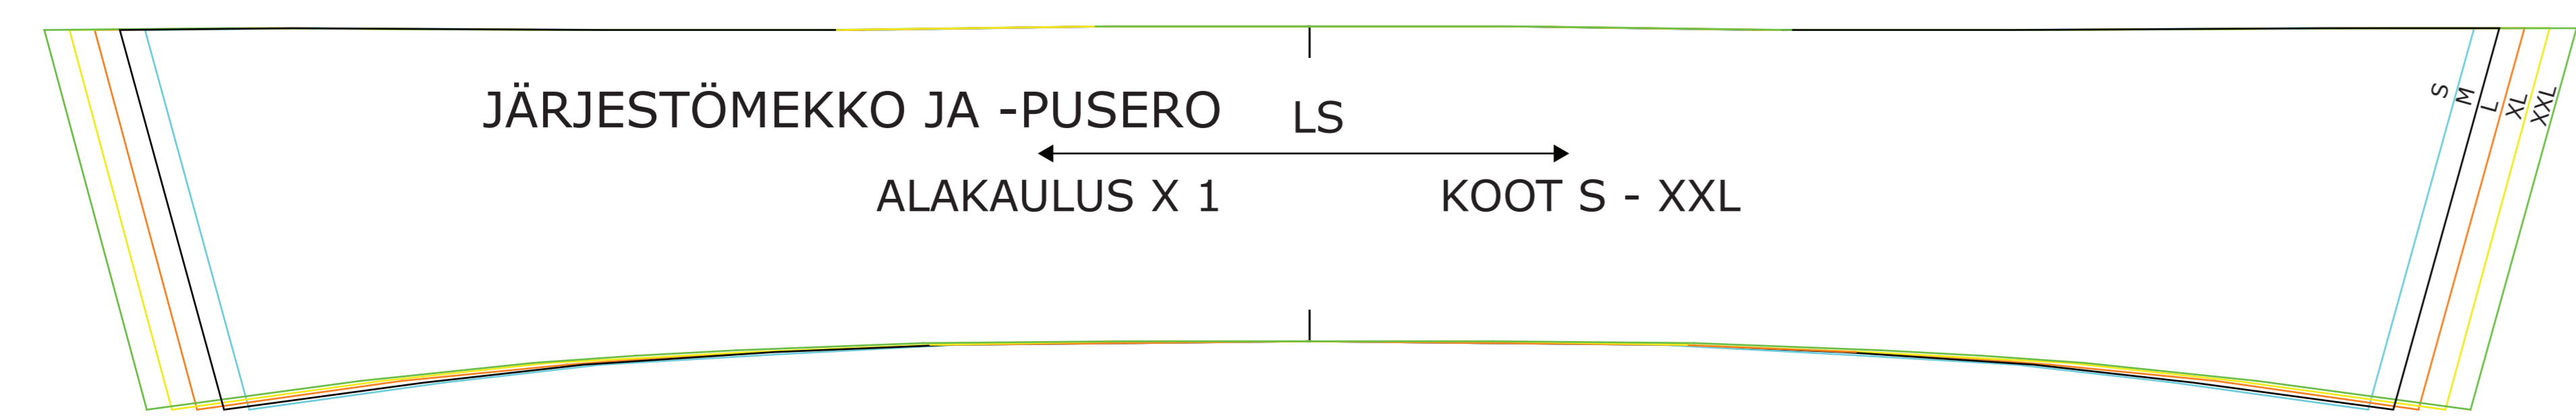 JÄRJESTÖMEKKO JA -PUSERO
LS
ALAKAULUS X 1
KOOT S - XXL
S
M
L
XL
XXL